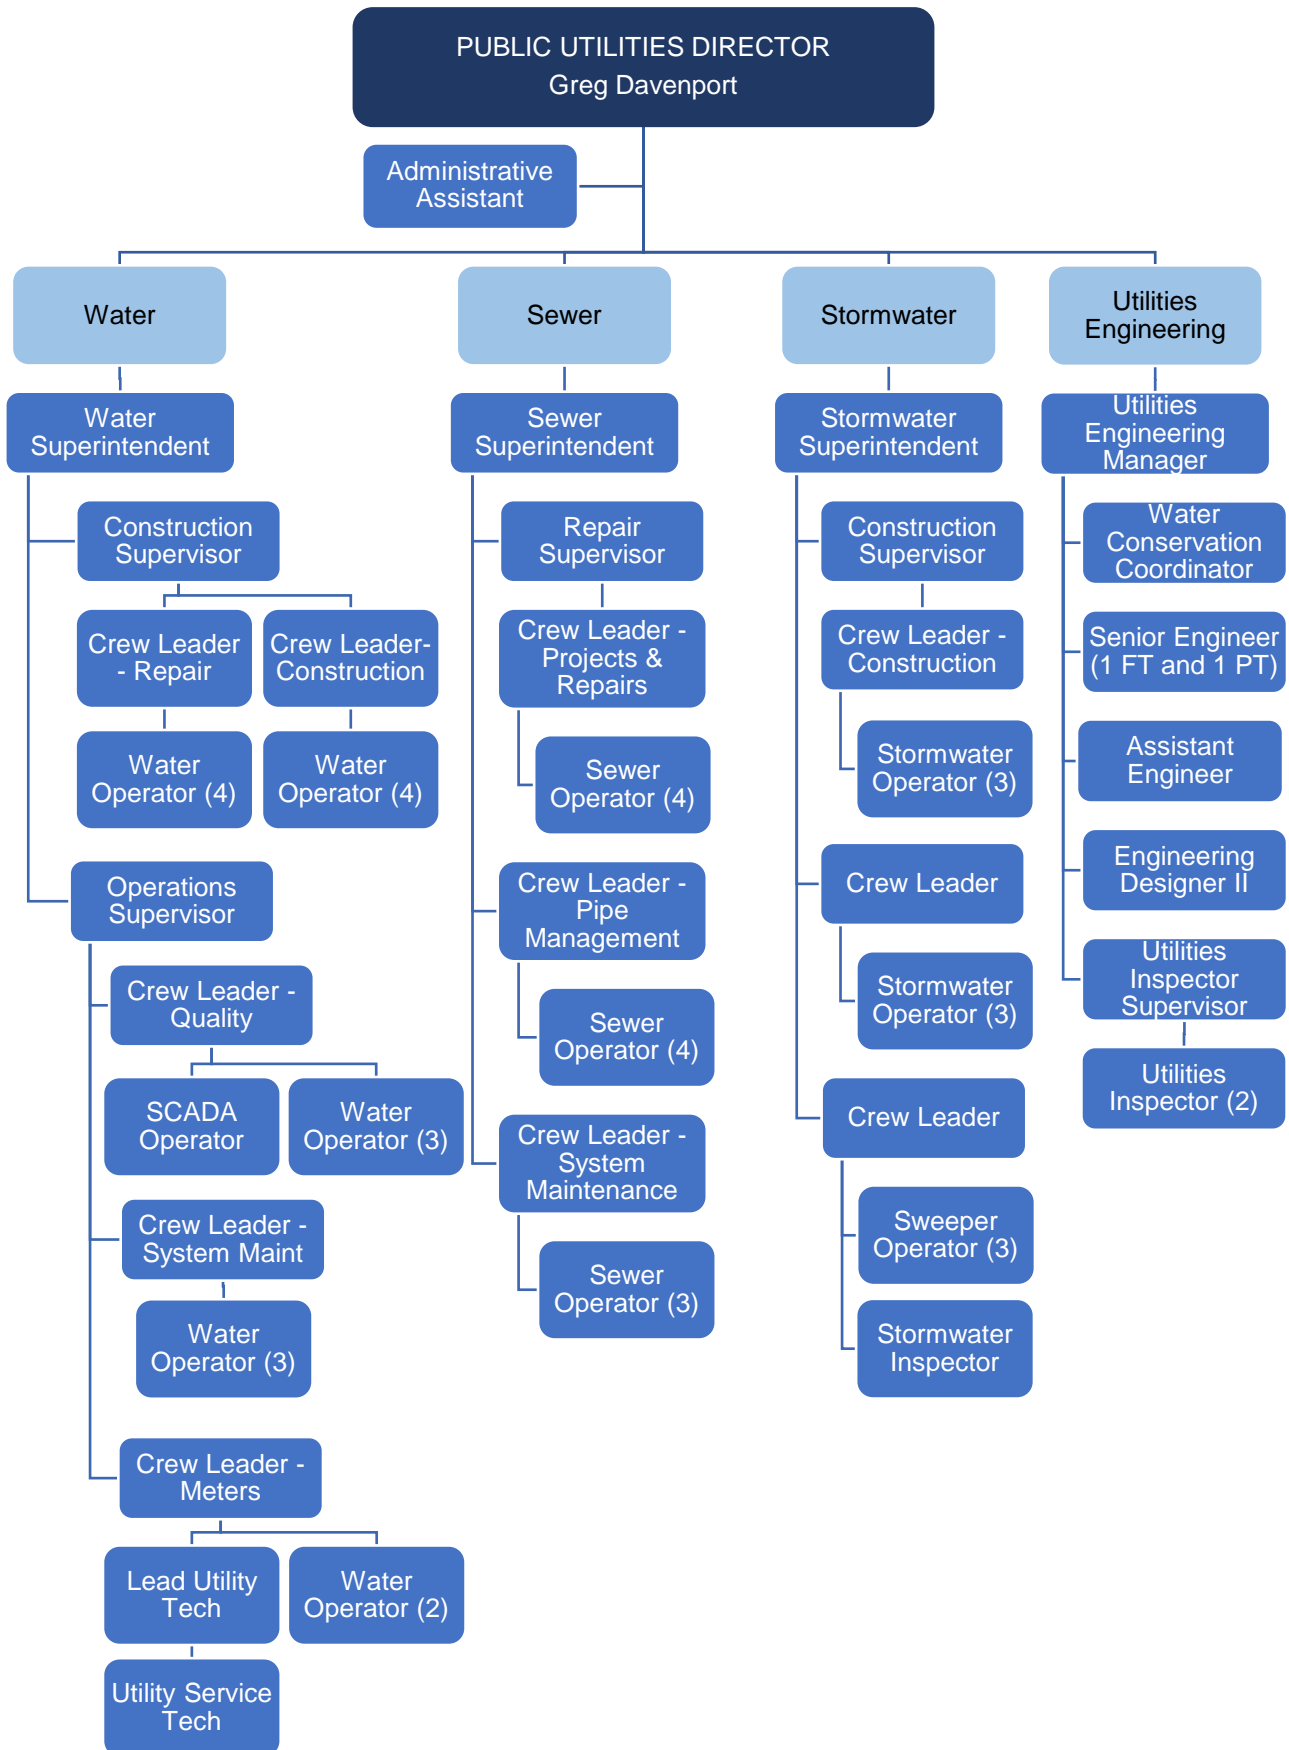 PUBLIC UTILITIES DIRECTOR
Greg Davenport
Administrative
Assistant
Water
Water
Superintendent
Construction
Supervisor
Crew Leader
- Repair
Water
Operator (4)
Crew Leader-
Construction
Water
Operator (4)
Operations
Supervisor
Crew Leader -
Quality
SCADA
Operator
Water
Operator (3)
Crew Leader -
System Maint
Water
Operator (3)
Crew Leader -
Meters
Lead Utility
Tech
Utility Service
Tech
Water
Operator (2)
Sewer
Sewer
Superintendent
Repair
Supervisor
Crew Leader -
Projects &
Repairs
Sewer
Operator (4)
Crew Leader -
Pipe
Management
Sewer
Operator (4)
Crew Leader -
System
Maintenance
Sewer
Operator (3)
Stormwater
Stormwater
Superintendent
Construction
Supervisor
Crew Leader -
Construction
Stormwater
Operator (3)
Crew Leader
Stormwater
Operator (3)
Crew Leader
Sweeper
Operator (3)
Stormwater
Inspector
Utilities
Engineering
Utilities
Engineering
Manager
Water
Conservation
Coordinator
Senior Engineer
(1 FT and 1 PT)
Assistant
Engineer
Engineering
Designer II
Utilities
Inspector
Supervisor
Utilities
Inspector (2)